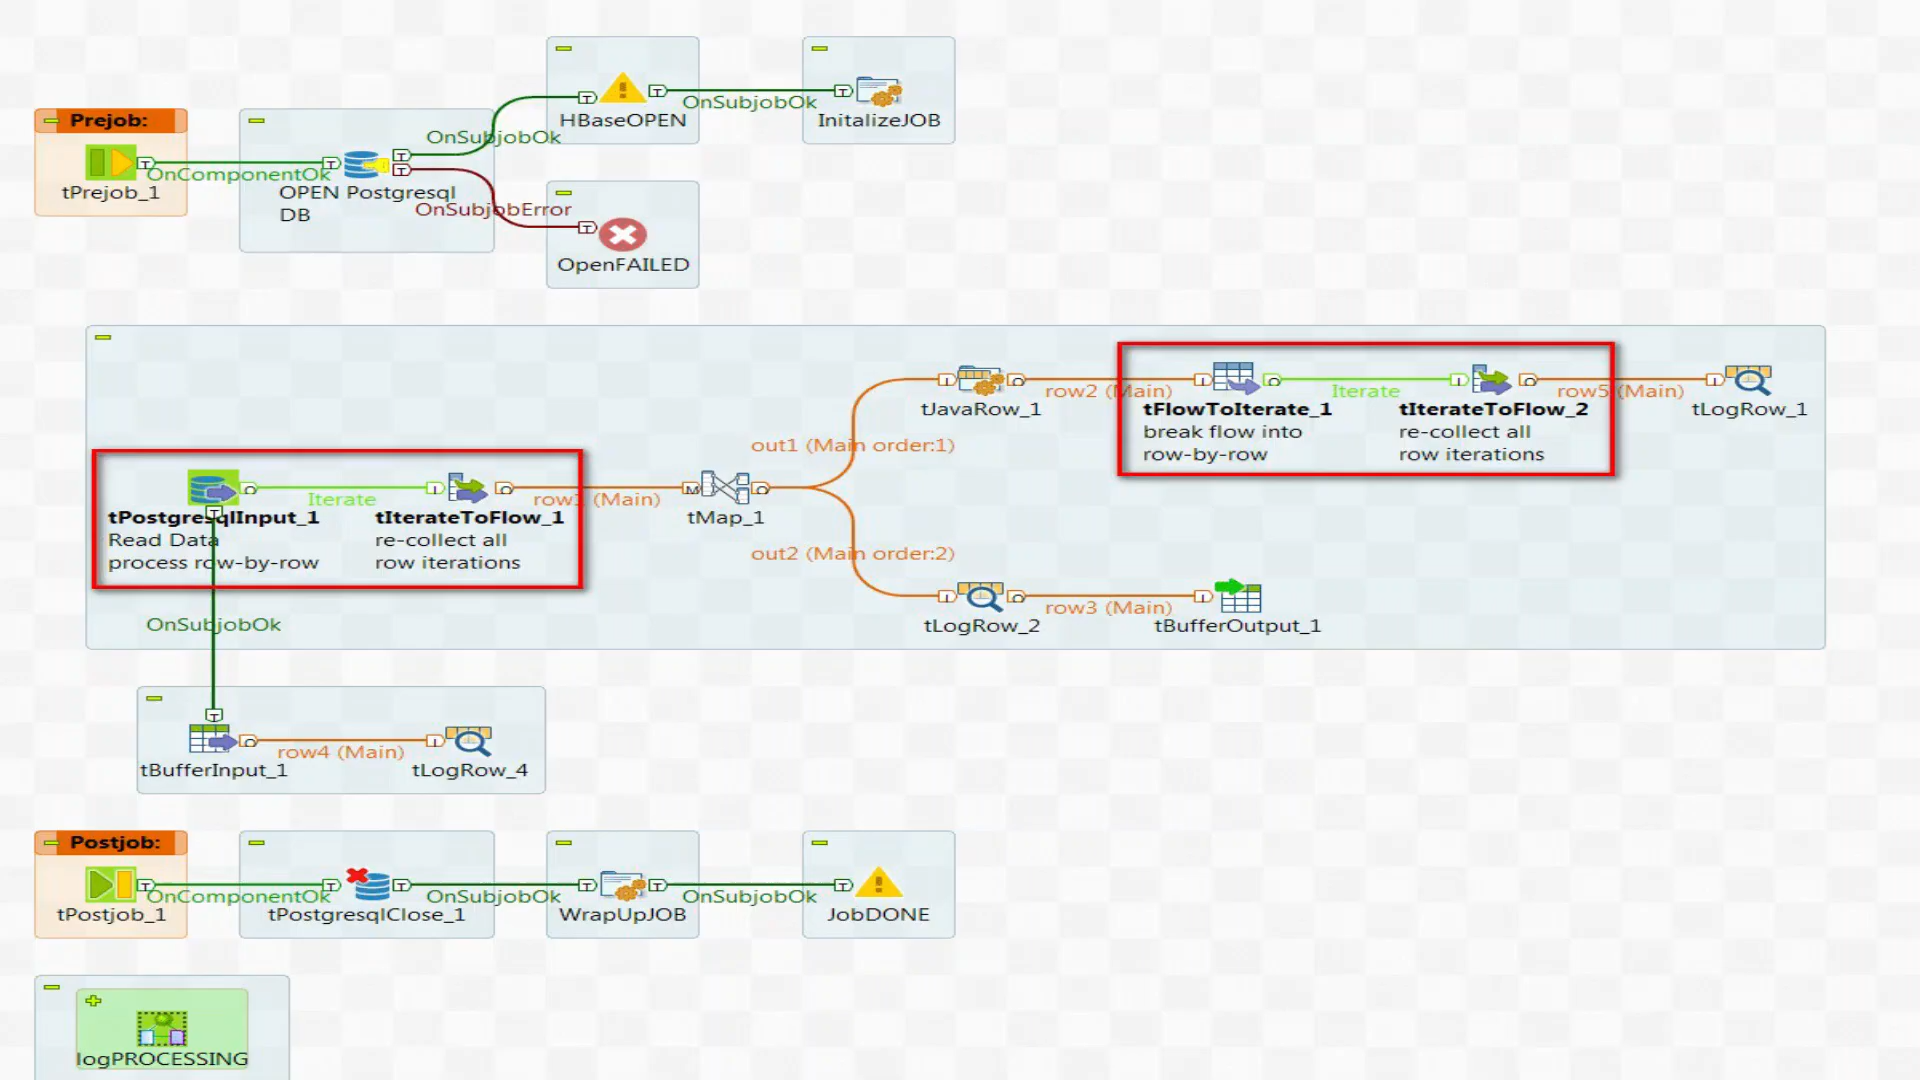 Prejob:
tPrejob_1
OnComponentOk
OPEN Postgresql
DB
OnSubjobOk
HBaseOPEN
OnSubjobOk
InitalizeJOB
OnSubjobError
OpenFAILED
tPostgresqlInput_1
Read Data
process row-by-row
Iterate
tIterateToFlow_1
re-collect all
row iterations
row1 (Main)
tMap_1
out1 (Main order:1)
tJavaRow_1
row2 (Main)
tFlowToIterate_1
break flow into
row-by-row
Iterate
tIterateToFlow_2
re-collect all
row iterations
row5 (Main)
tLogRow_1
out2 (Main order:2)
tLogRow_2
row3 (Main)
tBufferOutput_1
OnSubjobOk
tBufferInput_1
row4 (Main)
tLogRow_4
Postjob:
tPostjob_1
OnComponentOk
tPostgresqlClose_1
OnSubjobOk
WrapUpJOB
OnSubjobOk
JobDONE
logPROCESSING